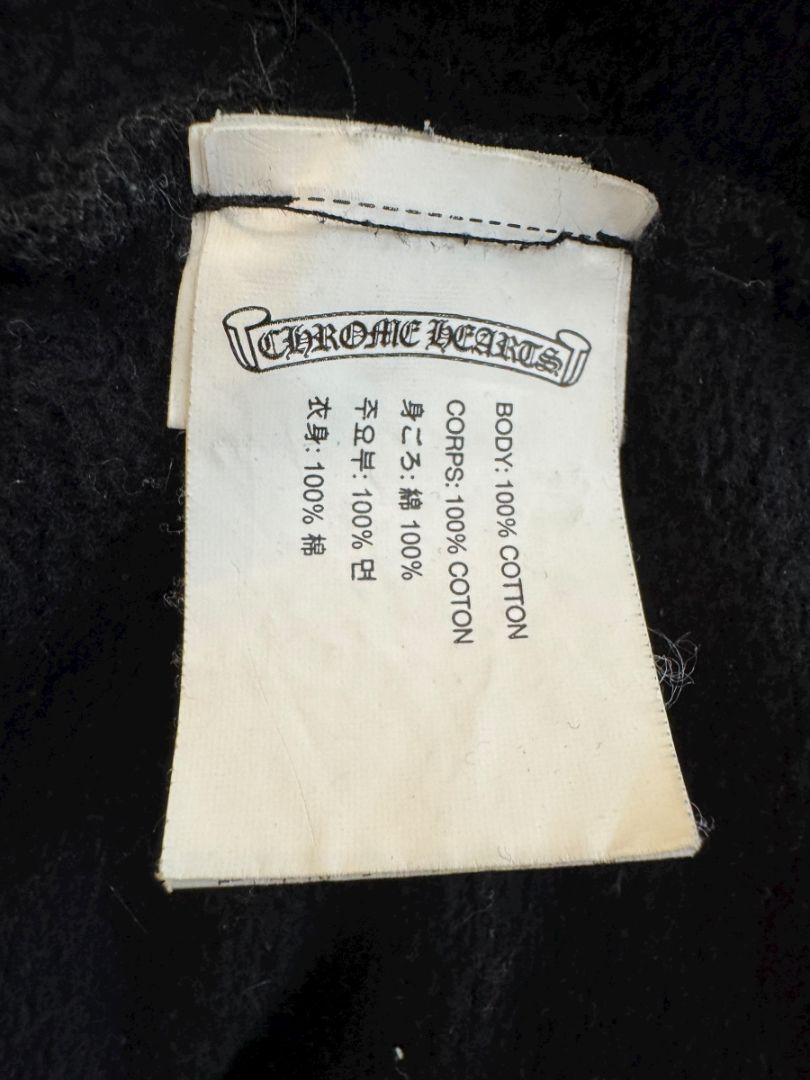 CHROME HEARTS
BODY: 100% COTTON
CORPS: 100% COTON
身ごろ: 綿 100%
주요부: 100% 면
衣身: 100% 棉